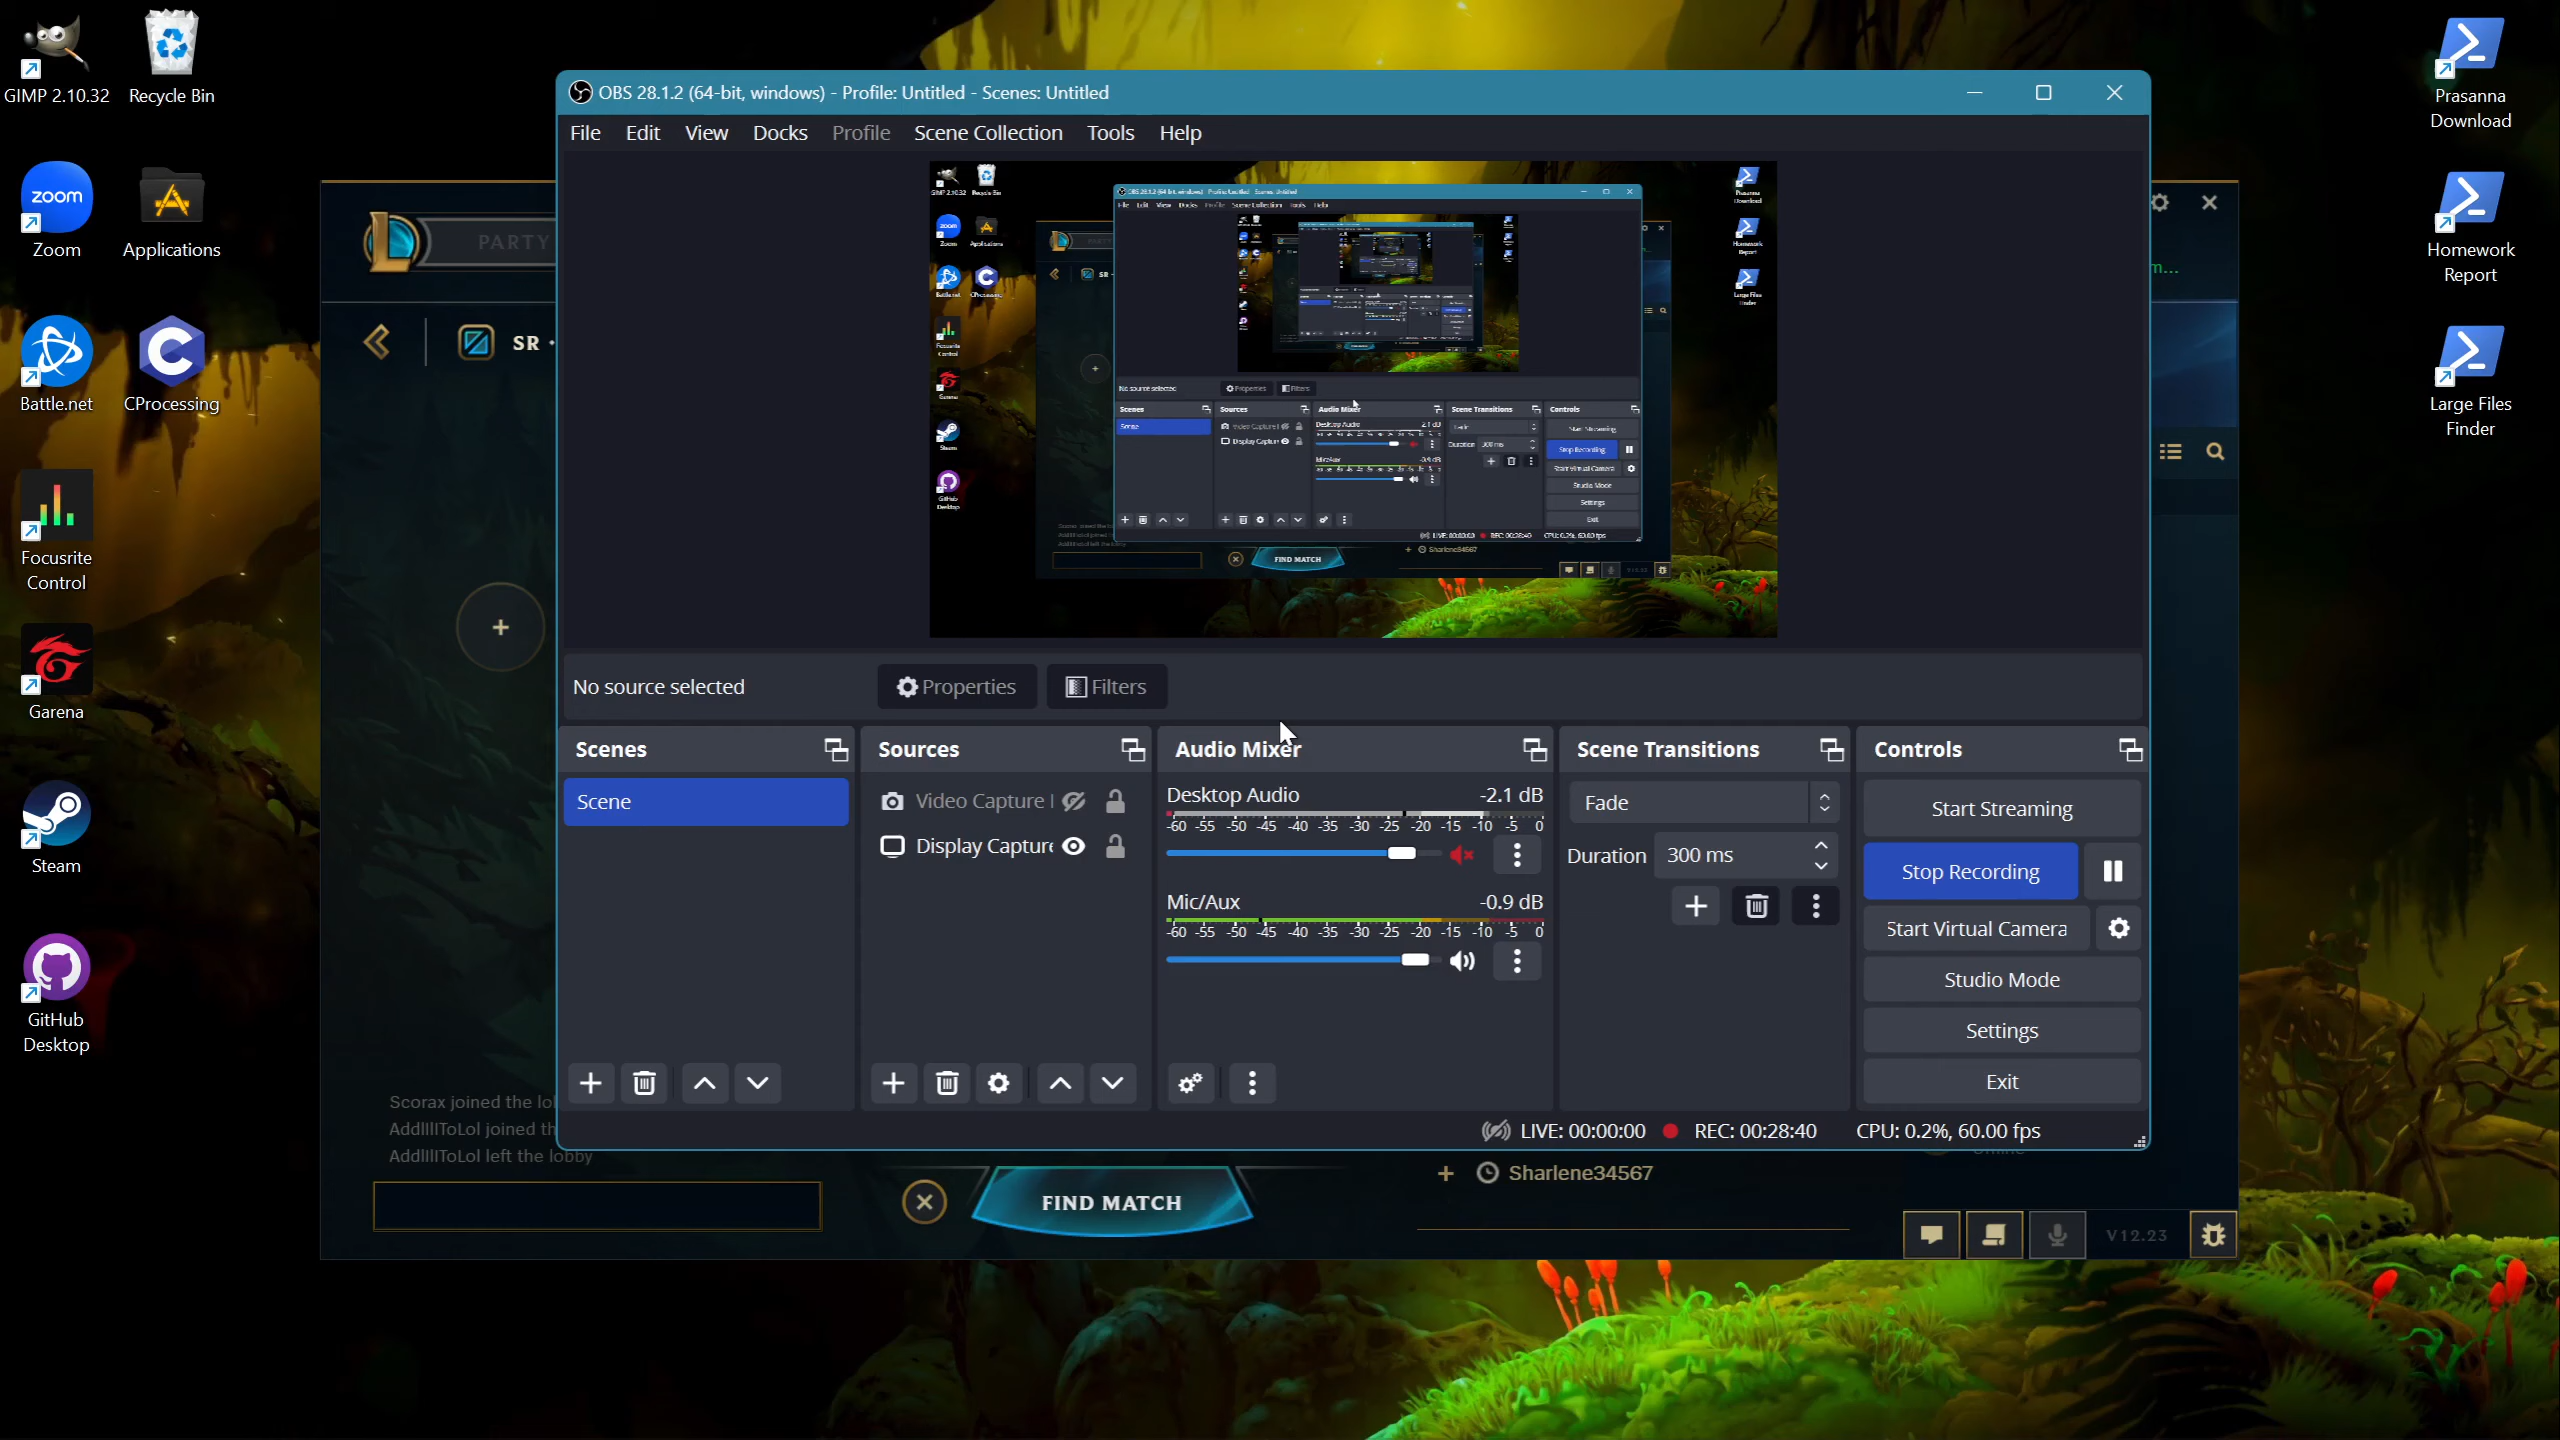 GIMP 2.10.32
Recycle Bin
Zoom
Applications
Battle.net
CProcessing
Focusrite
Control
Garena
Steam
GitHub
Desktop
Prasanna
Download
Homework
Report
Large Files
Finder
OBS 28.1.2 (64-bit, windows) - Profile: Untitled - Scenes: Untitled
File Edit View Docks Profile Scene Collection Tools Help
zoom
PARTY
SR •
m...
No source selected
Properties
Filters
Scenes
Sources
Audio Mixer
Scene Transitions
Controls
Scene
Video Capture
Display Capture
Desktop Audio -2.1 dB
-60 -55 -50 -45 -40 -35 -30 -25 -20 -15 -10 -5 0
Mic/Aux -0.9 dB
-60 -55 -50 -45 -40 -35 -30 -25 -20 -15 -10 -5 0
Fade
Duration 300 ms
Start Streaming
Stop Recording
Start Virtual Camera
Studio Mode
Settings
Exit
LIVE: 00:00:00 REC: 00:28:40 CPU: 0.2%, 60.00 fps
Scorax joined the lo
AddIllIToLol joined th
AddIllIToLol left the lobby
FIND MATCH
+ Sharlene34567
V12.23